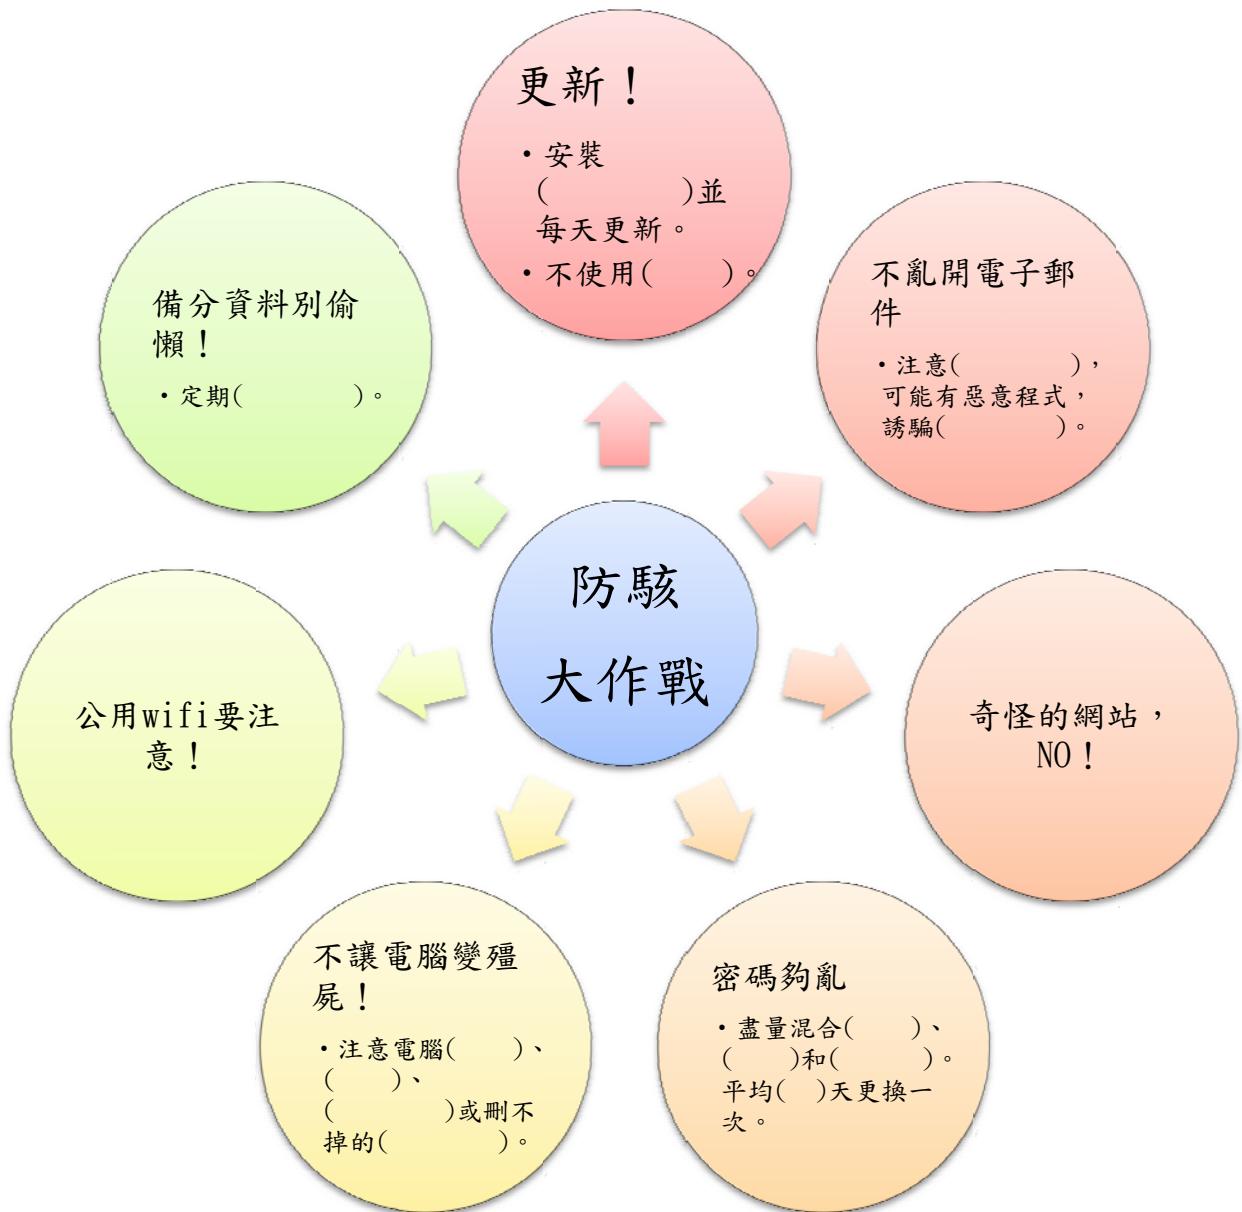 更新！
・安裝
(　　　　)並
每天更新。
・不使用(　　)。
不亂開電子郵
件
・注意(　　　　)，
可能有惡意程式，
誘騙(　　　　)。
奇怪的網站，
NO！
密碼夠亂
・盡量混合(　　)、
(　　)和(　　　)。
平均(　)天更換一
次。
不讓電腦變殭
屍！
・注意電腦(　　)、
(　　)、
(　　　　)或刪不
掉的(　　　　)。
公用wifi要注
意！
備分資料別偷
懶！
・定期(　　　　)。
防駭
大作戰